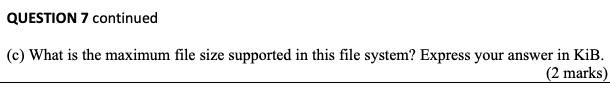 QUESTION 7 continued
(c) What is the maximum file size supported in this file system? Express your answer in KiB.
(2 marks)